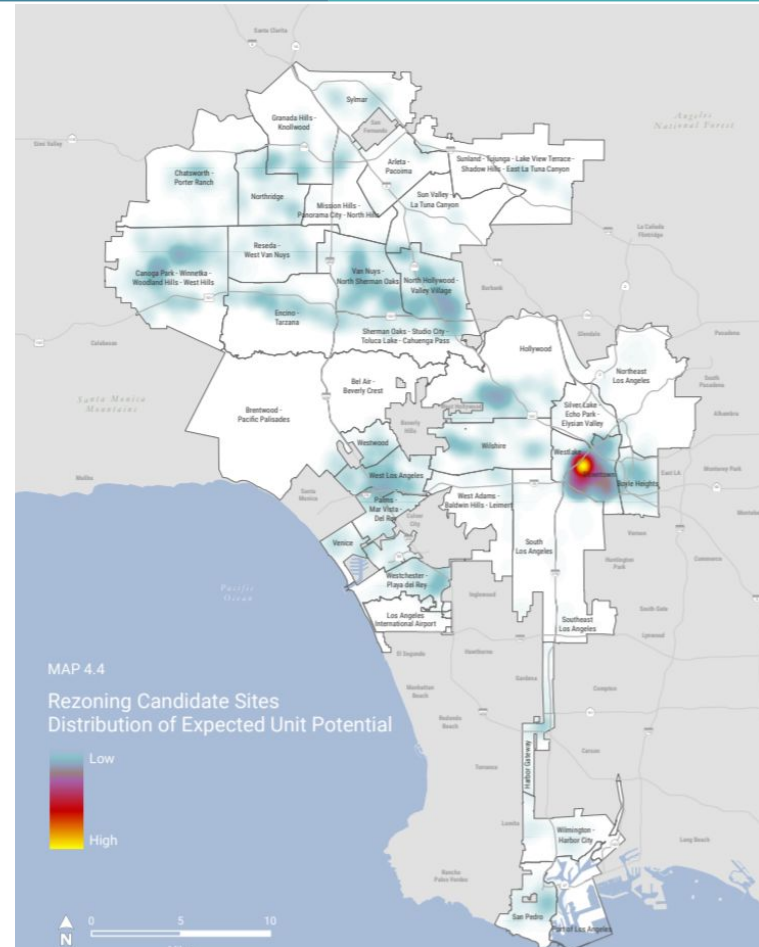 Santa Clarita
Sylmar
Granada Hills -
Knollwood
San
Fernando
Angeles
National Forest
Simi Valley
Arleta -
Pacoima
Sunland - Tujunga - Lake View Terrace -
Shadow Hills - East La Tuna Canyon
Chatsworth -
Porter Ranch
Northridge
Mission Hills -
Panorama City - North Hills
Sun Valley -
La Tuna Canyon
La Cañada
Flintridge
Reseda -
West Van Nuys
Canoga Park - Winnetka -
Woodland Hills - West Hills
Van Nuys -
North Sherman Oaks
North Hollywood -
Valley Village
Burbank
Encino -
Tarzana
Sherman Oaks - Studio City -
Toluca Lake - Cahuenga Pass
Glendale
Pasadena
Calabasas
Hollywood
Northeast
Los Angeles
South
Pasadena
Bel Air -
Beverly Crest
Santa Monica
Mountains
Brentwood -
Pacific Palisades
Beverly
Hills
Silver Lake -
Echo Park -
Elysian Valley
Alhambra
Westwood
Wilshire
Westlake
West Los Angeles
East LA
Monterey Park
Malibu
Boyle Heights
Santa
Monica
Palms -
Mar Vista -
Del Rey
Culver
City
West Adams -
Baldwin Hills - Leimert
Vernon
Venice
South
Los Angeles
Huntington
Park
Commerce
Westchester -
Playa del Rey
Pacific
Ocean
Inglewood
Los Angeles
International Airport
Southeast
Los Angeles
South Gate
Lynwood
El Segundo
Hawthorne
MAP 4.4
Gardena
Manhattan
Beach
Compton
Rezoning Candidate Sites
Distribution of Expected Unit Potential
Redondo
Beach
Low
Carson
Torrance
Harbor Gateway
High
Lomita
Wilmington -
Harbor City
Long Beach
Rancho
Palos Verdes
San Pedro
Port of Los Angeles
N
0 5 10